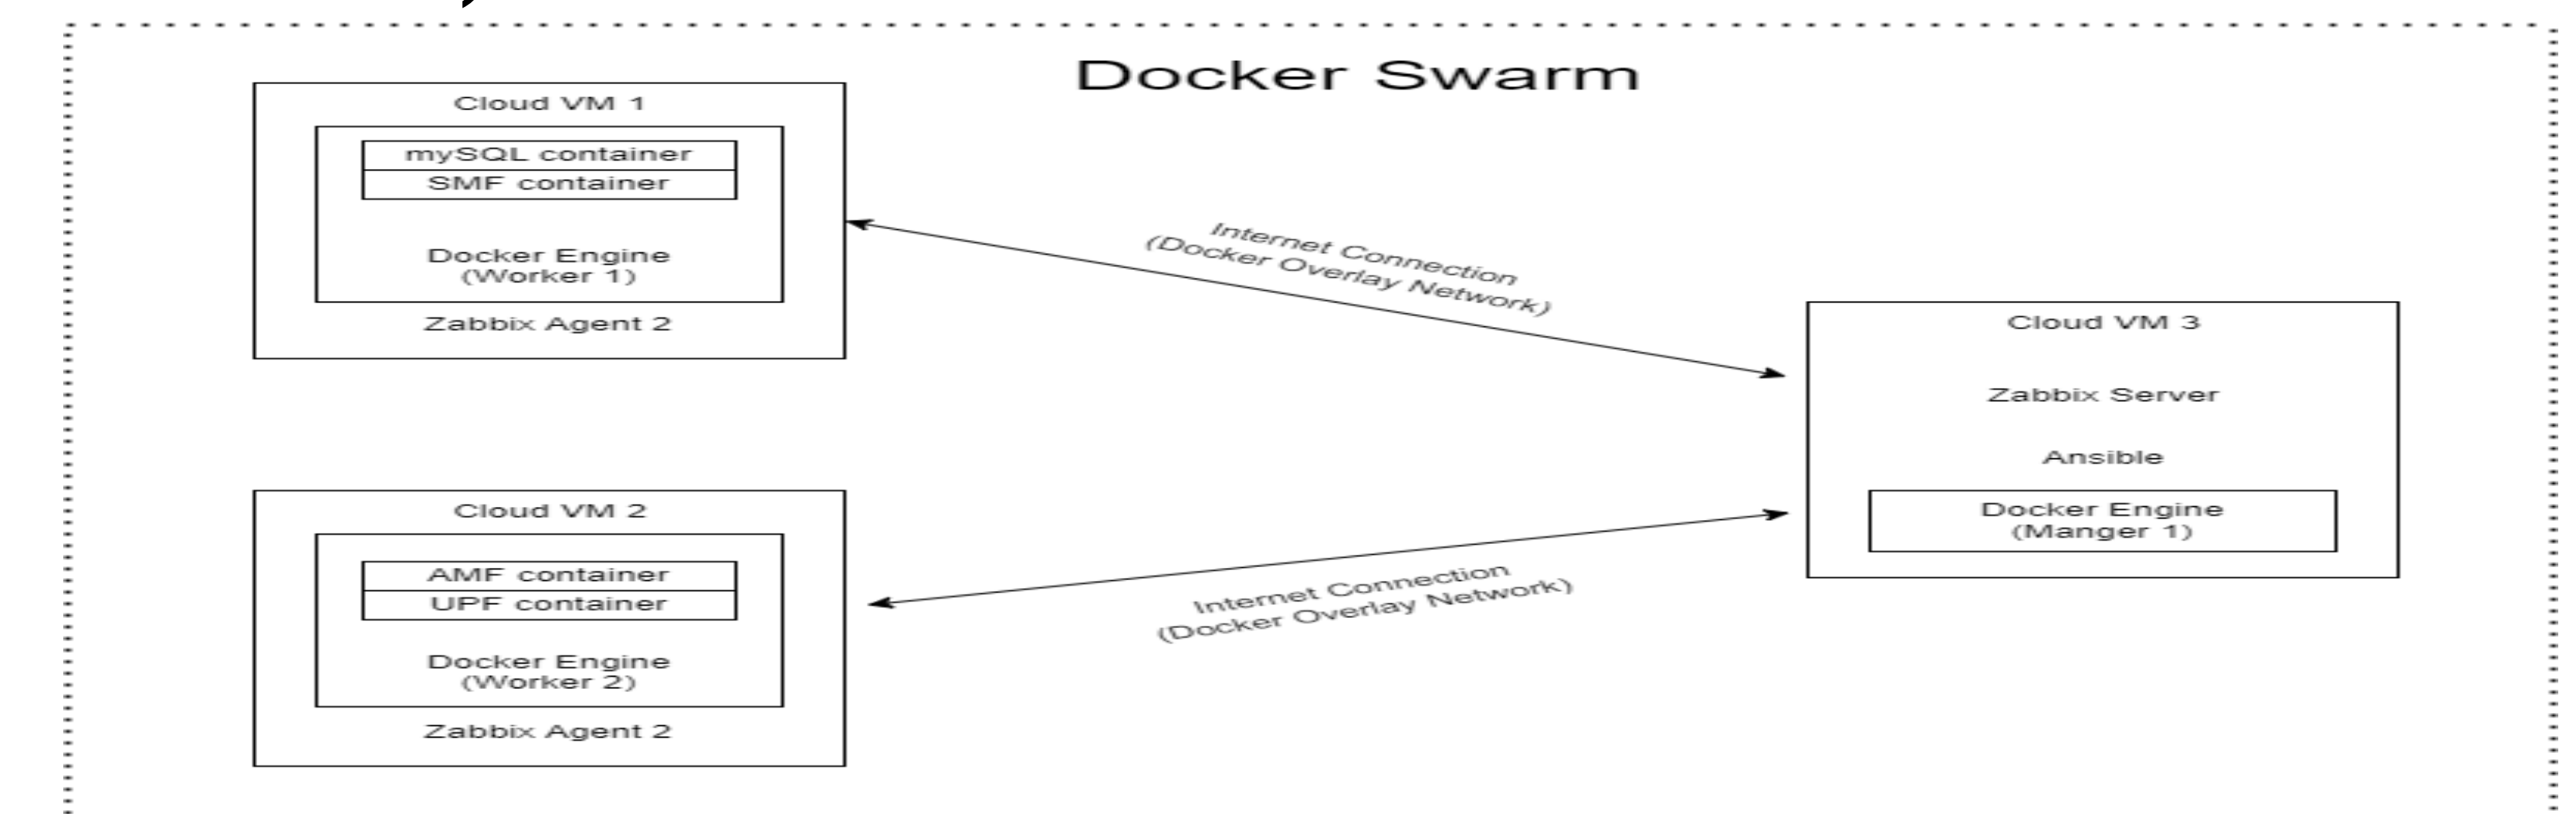 Docker Swarm
Cloud VM 1
mySQL container
SMF container
Docker Engine
(Worker 1)
Zabbix Agent 2
Internet Connection
(Docker Overlay Network)
Cloud VM 3
Zabbix Server
Ansible
Docker Engine
(Manger 1)
Cloud VM 2
AMF container
UPF container
Docker Engine
(Worker 2)
Zabbix Agent 2
Internet Connection
(Docker Overlay Network)